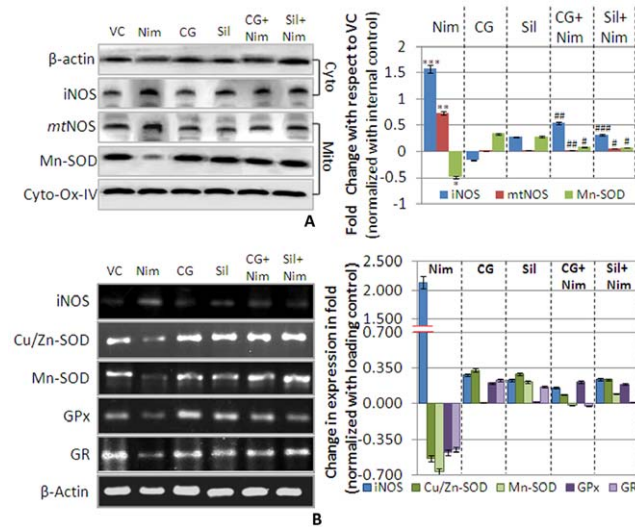 VC Nim CG Sil CG+ Nim Sil+ Nim
β-actin
iNOS
Cyto
mtNOS
Mn-SOD
Mito
Cyto-Ox-IV
A
Fold Change with respect to VC
(normalized with internal control)
Nim CG Sil CG+Nim Sil+Nim
2
1.5
1
0.5
0
-0.5
-1
***
**
*
##
##
#
###
#
#
iNOS mtNOS Mn-SOD
VC Nim CG Sil CG+ Nim Sil+ Nim
iNOS
Cu/Zn-SOD
Mn-SOD
GPx
GR
β-Actin
B
Change in expression in fold
(normalized with loading control)
2.500
2.000
0.700
0.350
0.000
-0.350
-0.700
Nim CG Sil CG+ Nim Sil+ Nim
iNOS Cu/Zn-SOD Mn-SOD GPx GR